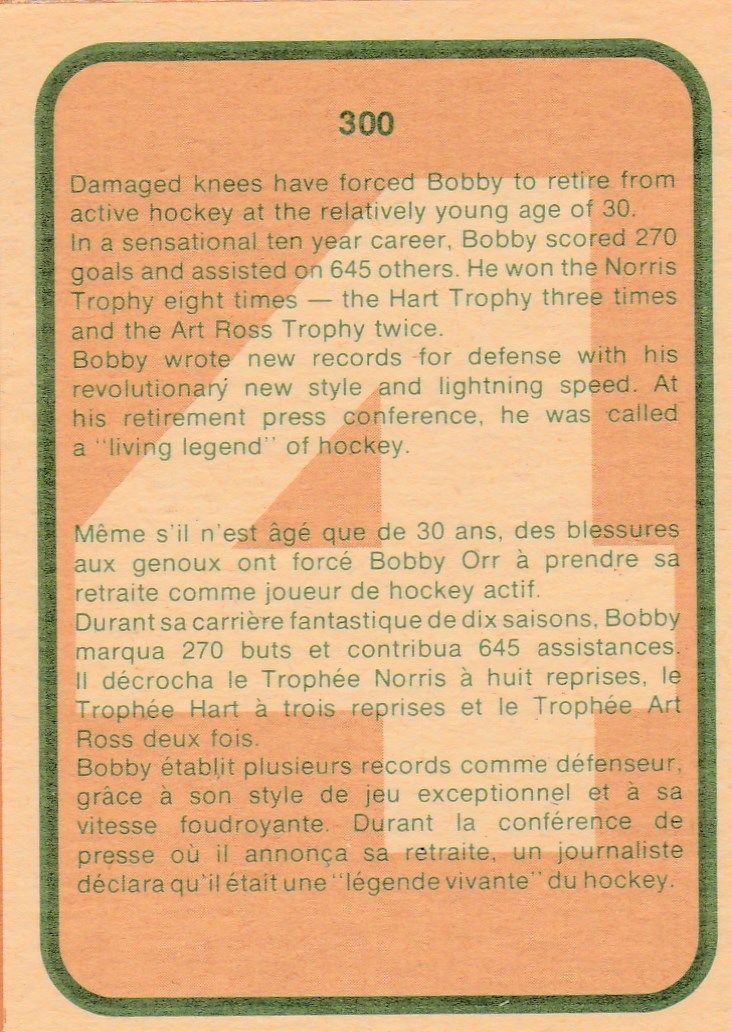 300
Damaged knees have forced Bobby to retire from
active hockey at the relatively young age of 30.
In a sensational ten year career, Bobby scored 270
goals and assisted on 645 others. He won the Norris
Trophy eight times — the Hart Trophy three times
and the Art Ross Trophy twice.
Bobby wrote new records for defense with his
revolutionary new style and lightning speed. At
his retirement press conference, he was called
a "living legend" of hockey.
Même s'il n'est âgé que de 30 ans, des blessures
aux genoux ont forcé Bobby Orr à prendre sa
retraite comme joueur de hockey actif.
Durant sa carrière fantastique de dix saisons, Bobby
marqua 270 buts et contribua 645 assistances.
Il décrocha le Trophée Norris à huit reprises, le
Trophée Hart à trois reprises et le Trophée Art
Ross deux fois.
Bobby établit plusieurs records comme défenseur,
grâce à son style de jeu exceptionnel et à sa
vitesse foudroyante. Durant la conférence de
presse où il annonça sa retraite, un journaliste
déclara qu'il était une "légende vivante" du hockey.
4